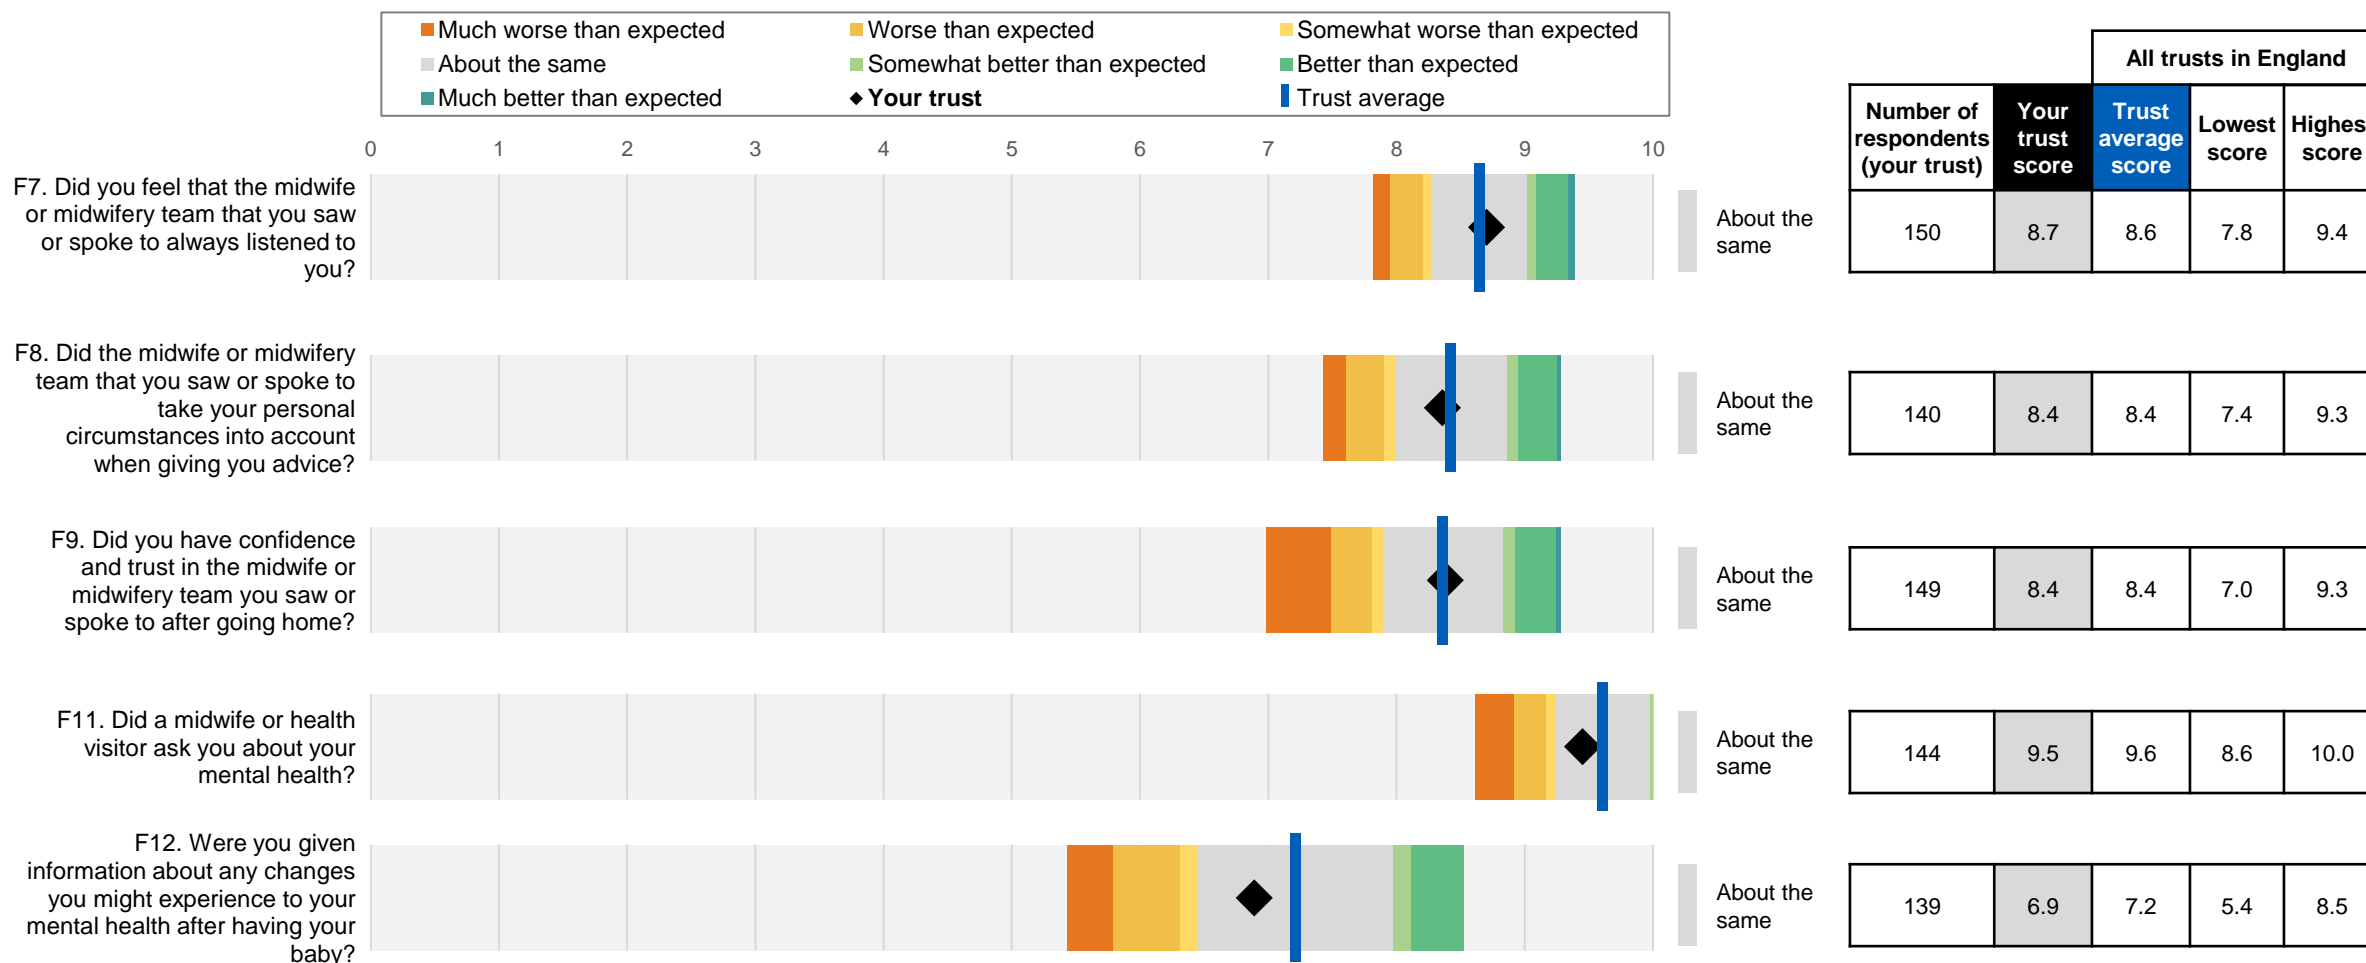 Much worse than expected
Worse than expected
Somewhat worse than expected
About the same
Somewhat better than expected
Better than expected
Much better than expected
Your trust
Trust average
All trusts in England
Number of respondents (your trust)
Your trust score
Trust average score
Lowest score
Highes score
0 1 2 3 4 5 6 7 8 9 10
F7. Did you feel that the midwife
or midwifery team that you saw
or spoke to always listened to
you?
About the
same
150 8.7 8.6 7.8 9.4
F8. Did the midwife or midwifery
team that you saw or spoke to
take your personal
circumstances into account
when giving you advice?
About the
same
140 8.4 8.4 7.4 9.3
F9. Did you have confidence
and trust in the midwife or
midwifery team you saw or
spoke to after going home?
About the
same
149 8.4 8.4 7.0 9.3
F11. Did a midwife or health
visitor ask you about your
mental health?
About the
same
144 9.5 9.6 8.6 10.0
F12. Were you given
information about any changes
you might experience to your
mental health after having your
baby?
About the
same
139 6.9 7.2 5.4 8.5